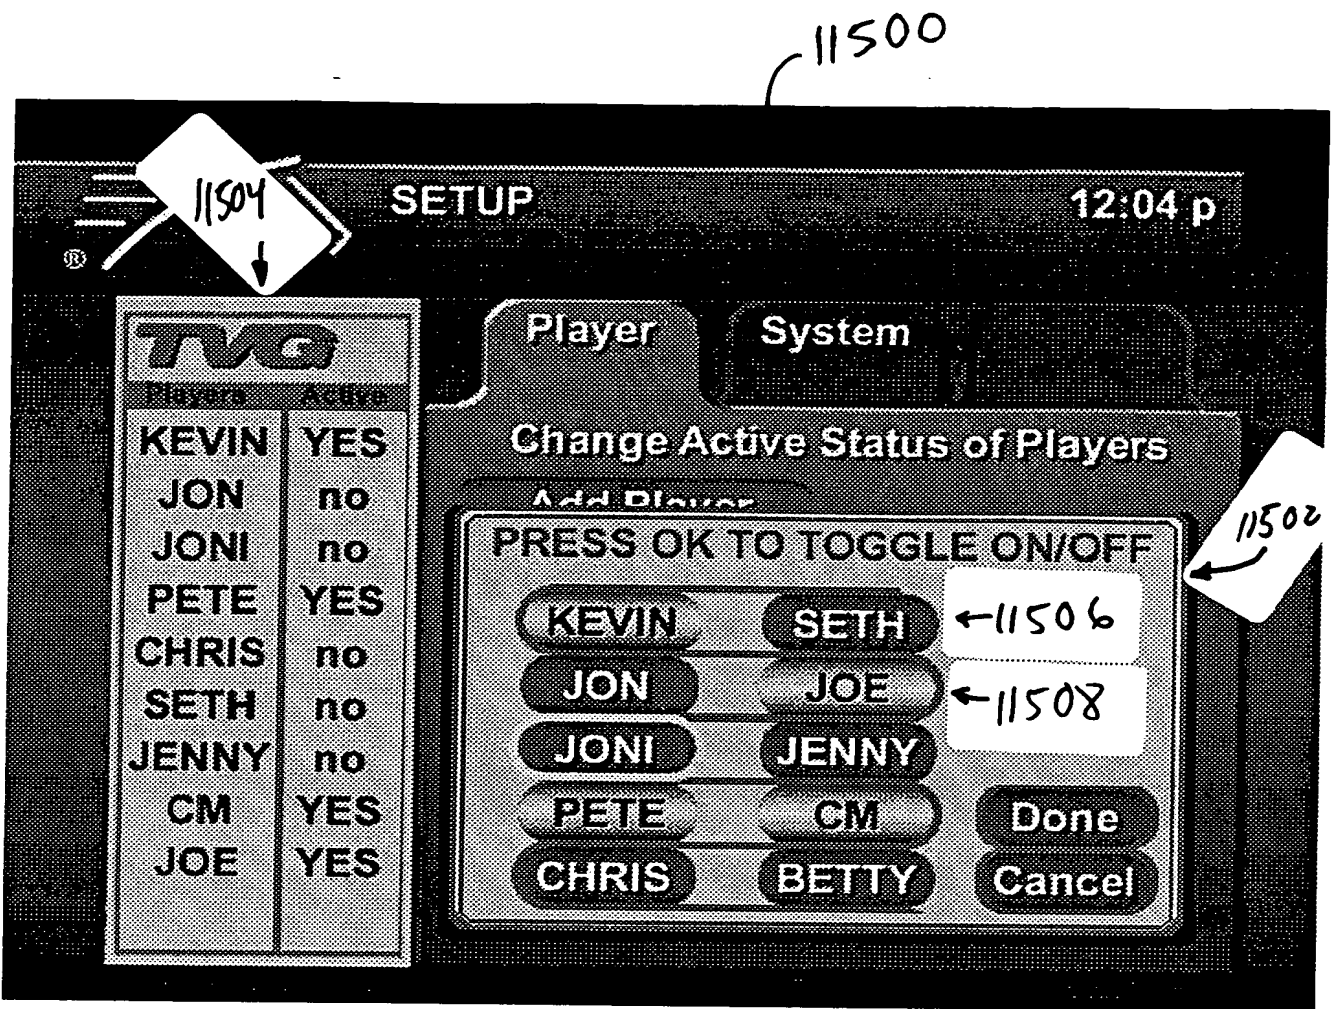 11500
11504
SETUP
12:04 p
®
TVG
Players Active
KEVIN YES
JON no
JONI no
PETE YES
CHRIS no
SETH no
JENNY no
CM YES
JOE YES
Player
System
Change Active Status of Players
Add Player
PRESS OK TO TOGGLE ON/OFF
11502
KEVIN SETH ←11506
JON JOE ←11508
JONI JENNY
PETE CM Done
CHRIS BETTY Cancel